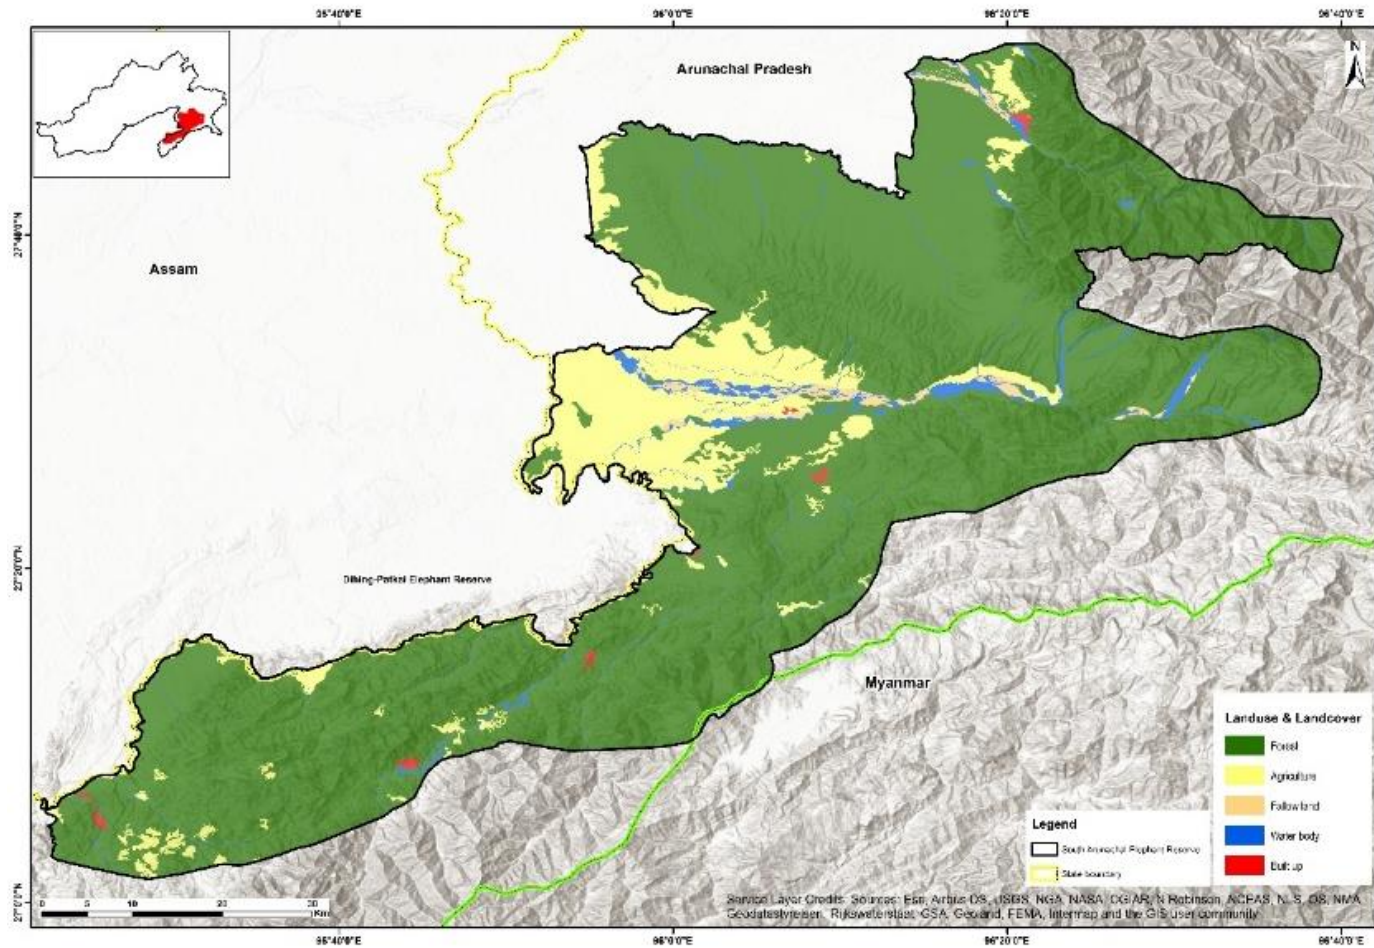 95°40'0"E 96°0'0"E 96°20'0"E 96°40'0"E
N
Arunachal Pradesh
27°40'0"N
Assam
27°20'0"N
Dihing-Patkai Elephant Reserve
Myanmar
Landuse & Landcover
Forest
Agriculture
Fallow land
Water body
Built up
Legend
South Arunachal Elephant Reserve
State boundary
27°0'0"N
0 5 10 20 30
Km
Service Layer Credits: Sources: Esri, Airbus DS, USGS, NGA, NASA, CGIAR, N Robinson, NCEAS, NLS, OS, NMA,
Geodatastyrelsen, Rijkswaterstaat, GSA, Geoland, FEMA, Intermap and the GIS user community
95°40'0"E 96°0'0"E 96°20'0"E 96°40'0"E